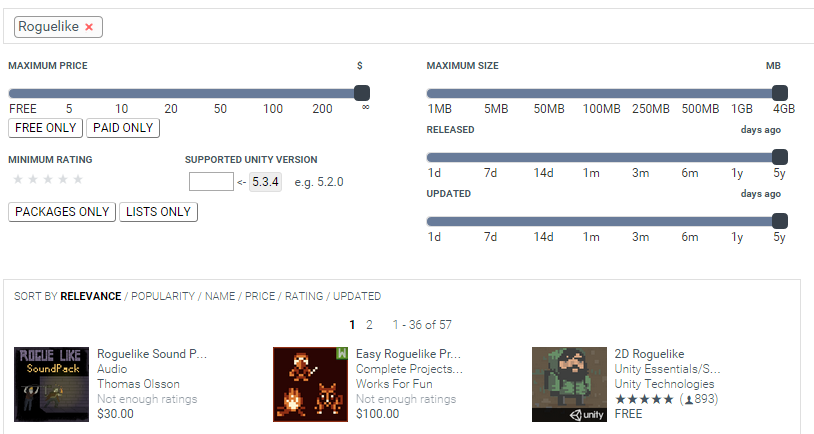 Roguelike ×
MAXIMUM PRICE $
FREE 5 10 20 50 100 200 ∞
FREE ONLY PAID ONLY
MINIMUM RATING SUPPORTED UNITY VERSION
★★★★★ <- 5.3.4 e.g. 5.2.0
PACKAGES ONLY LISTS ONLY
MAXIMUM SIZE MB
1MB 5MB 50MB 100MB 250MB 500MB 1GB 4GB
RELEASED days ago
1d 7d 14d 1m 3m 6m 1y 5y
UPDATED days ago
1d 7d 14d 1m 3m 6m 1y 5y
SORT BY RELEVANCE / POPULARITY / NAME / PRICE / RATING / UPDATED
1 2 1 - 36 of 57
ROGUE LIKE
SoundPack
Roguelike Sound P...
Audio
Thomas Olsson
Not enough ratings
$30.00
W
Easy Roguelike Pr...
Complete Projects...
Works For Fun
Not enough ratings
$100.00
unity
2D Roguelike
Unity Essentials/S...
Unity Technologies
★★★★★ (893)
FREE